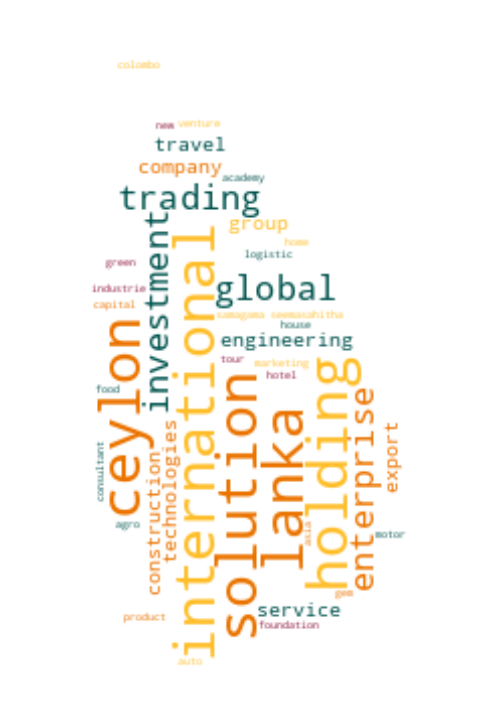 colombo
new venture
travel
company
academy
trading
group
investment
home
logistic
international
green
global
industrie
capital
samagama seemasahitha
house
ceylon
engineering
tour
marketing
holding
hotel
solution
food
enterprise
lanka
technologies
export
consultant
construction
asia
agro
motor
gem
service
product
foundation
auto